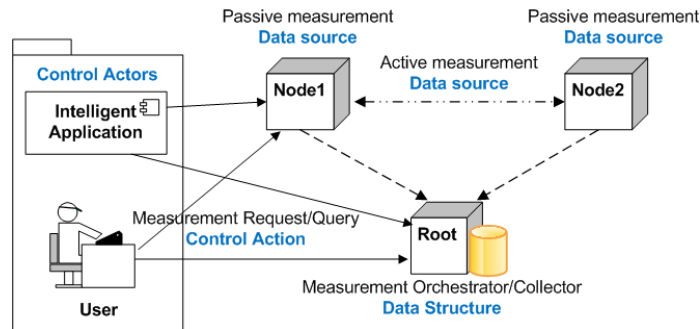 Passive measurement
Data source
Passive measurement
Data source
Control Actors
Active measurement
Data source
Intelligent
Application
Node1
Node2
Measurement Request/Query
Control Action
Root
User
Measurement Orchestrator/Collector
Data Structure